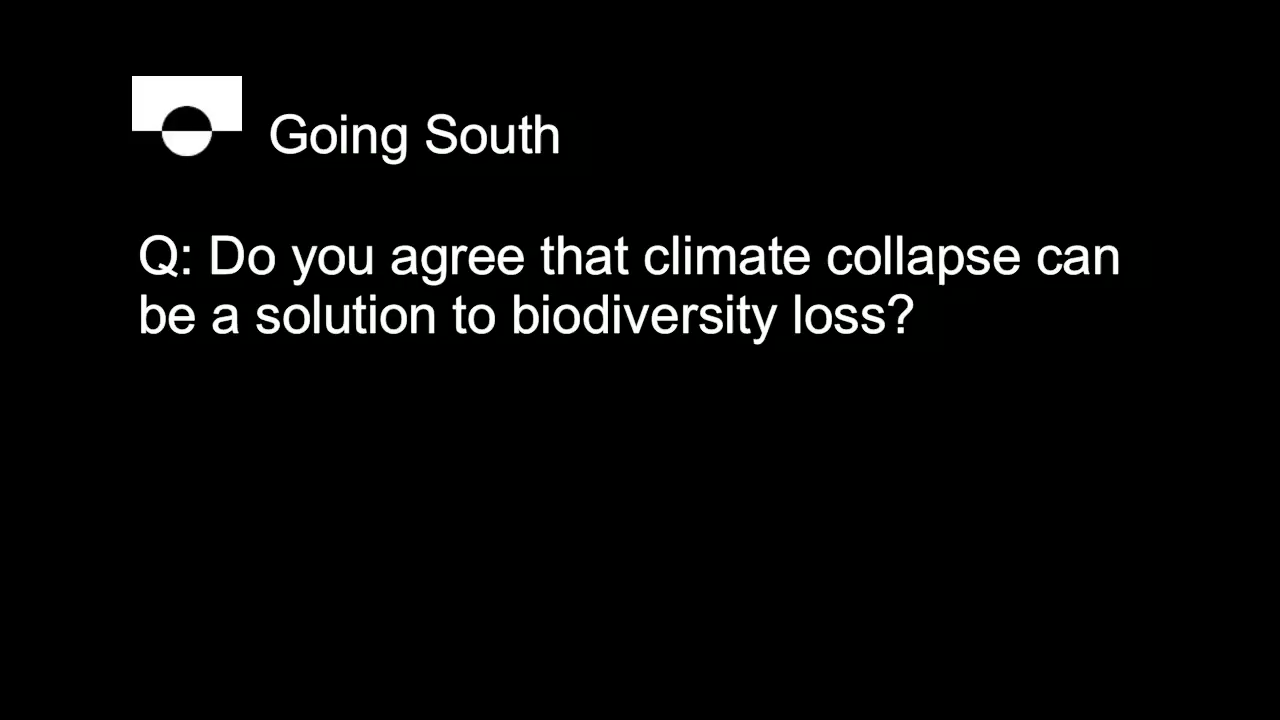 Going South
Q: Do you agree that climate collapse can
be a solution to biodiversity loss?